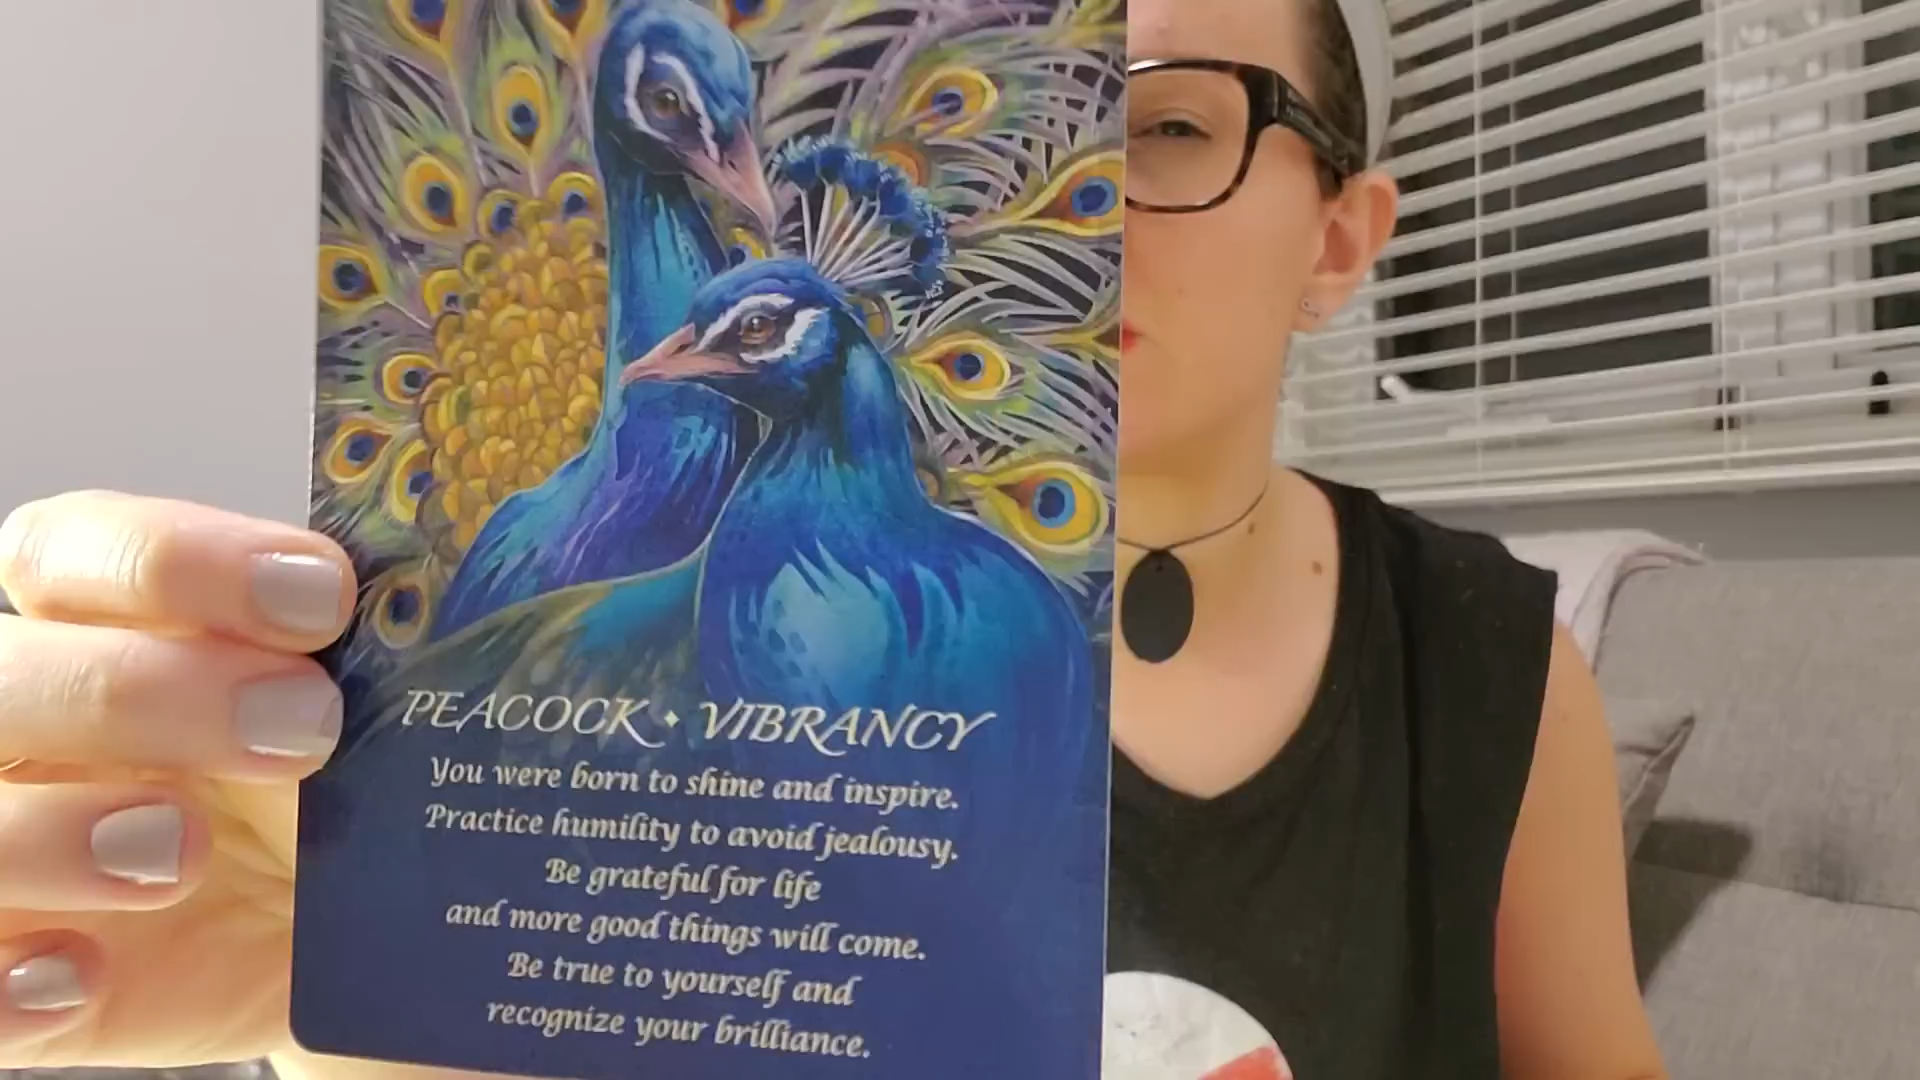 PEACOCK • VIBRANCY
You were born to shine and inspire.
Practice humility to avoid jealousy.
Be grateful for life
and more good things will come.
Be true to yourself and
recognize your brilliance.